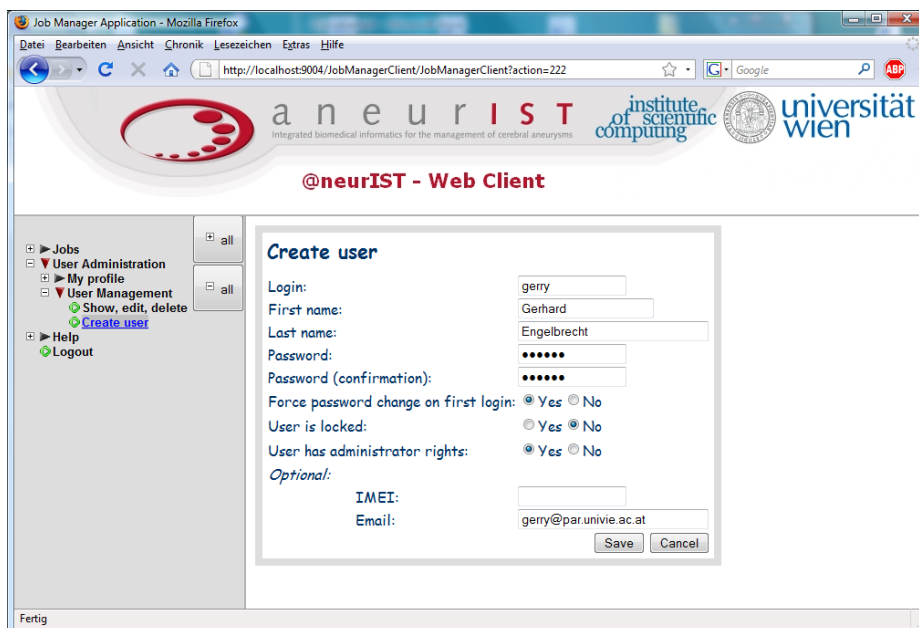 Job Manager Application - Mozilla Firefox
Datei Bearbeiten Ansicht Chronik Lesezeichen Extras Hilfe
http://localhost:9004/JobManagerClient/JobManagerClient?action=222
G
Google
ABP
aneurIST
Integrated biomedical informatics for the management of cerebral aneurysms
institute
of scientific
computing
universität
wien
@neurIST - Web Client
all
all
Jobs
User Administration
My profile
User Management
Show, edit, delete
Create user
Help
Logout
Create user
Login: gerry
First name: Gerhard
Last name: Engelbrecht
Password: ••••••
Password (confirmation): ••••••
Force password change on first login: Yes No
User is locked: Yes No
User has administrator rights: Yes No
Optional:
IMEI:
Email: gerry@par.univie.ac.at
Save Cancel
Fertig